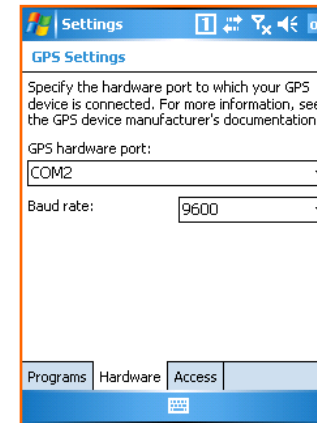 Settings
GPS Settings
Specify the hardware port to which your GPS
device is connected. For more information, see
the GPS device manufacturer's documentation
GPS hardware port:
COM2
Baud rate: 9600
Programs Hardware Access